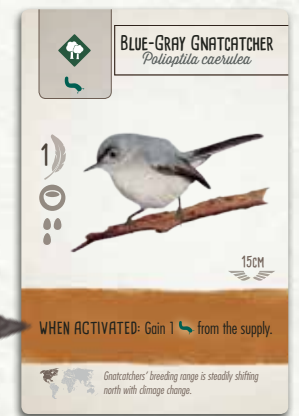 BLUE-GRAY GNATCATCHER
Polioptila caerulea
1
15CM
WHEN ACTIVATED: Gain 1 from the supply.
Gnatcatchers' breeding range is steadily shifting
north with climage change.